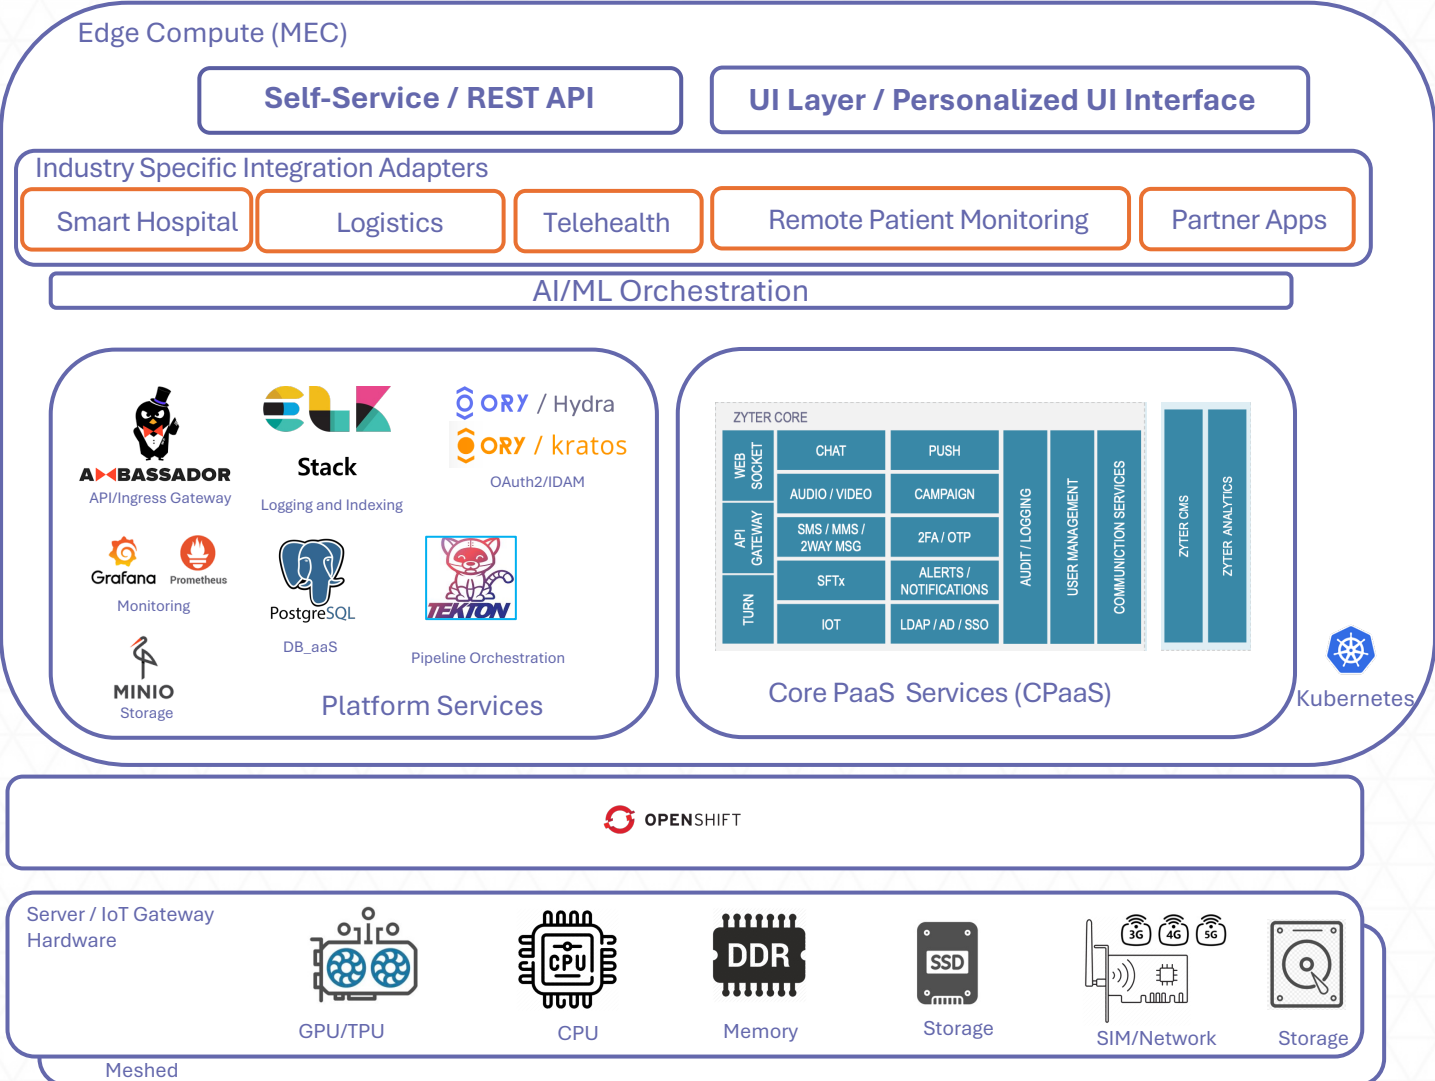 Edge Compute (MEC)
Self-Service / REST API
UI Layer / Personalized UI Interface
Industry Specific Integration Adapters
Smart Hospital
Logistics
Telehealth
Remote Patient Monitoring
Partner Apps
AI/ML Orchestration
AMBASSADOR
API/Ingress Gateway
ELK
Stack
Logging and Indexing
ORY / Hydra
ORY / kratos
OAuth2/IDAM
Grafana
Prometheus
Monitoring
PostgreSQL
DB_aaS
TEKTON
Pipeline Orchestration
MINIO
Storage
Platform Services
ZYTER CORE
WEB
SOCKET
API
GATEWAY
TURN
CHAT
AUDIO / VIDEO
SMS / MMS /
2WAY MSG
SFTx
IOT
PUSH
CAMPAIGN
2FA / OTP
ALERTS /
NOTIFICATIONS
LDAP / AD / SSO
AUDIT / LOGGING
USER MANAGEMENT
COMMUNICTION SERVICES
ZYTER CMS
ZYTER ANALYTICS
Core PaaS Services (CPaaS)
Kubernetes
OPENSHIFT
Server / IoT Gateway
Hardware
GPU/TPU
CPU
CPU
DDR
Memory
SSD
Storage
3G
4G
5G
SIM/Network
Storage
Meshed